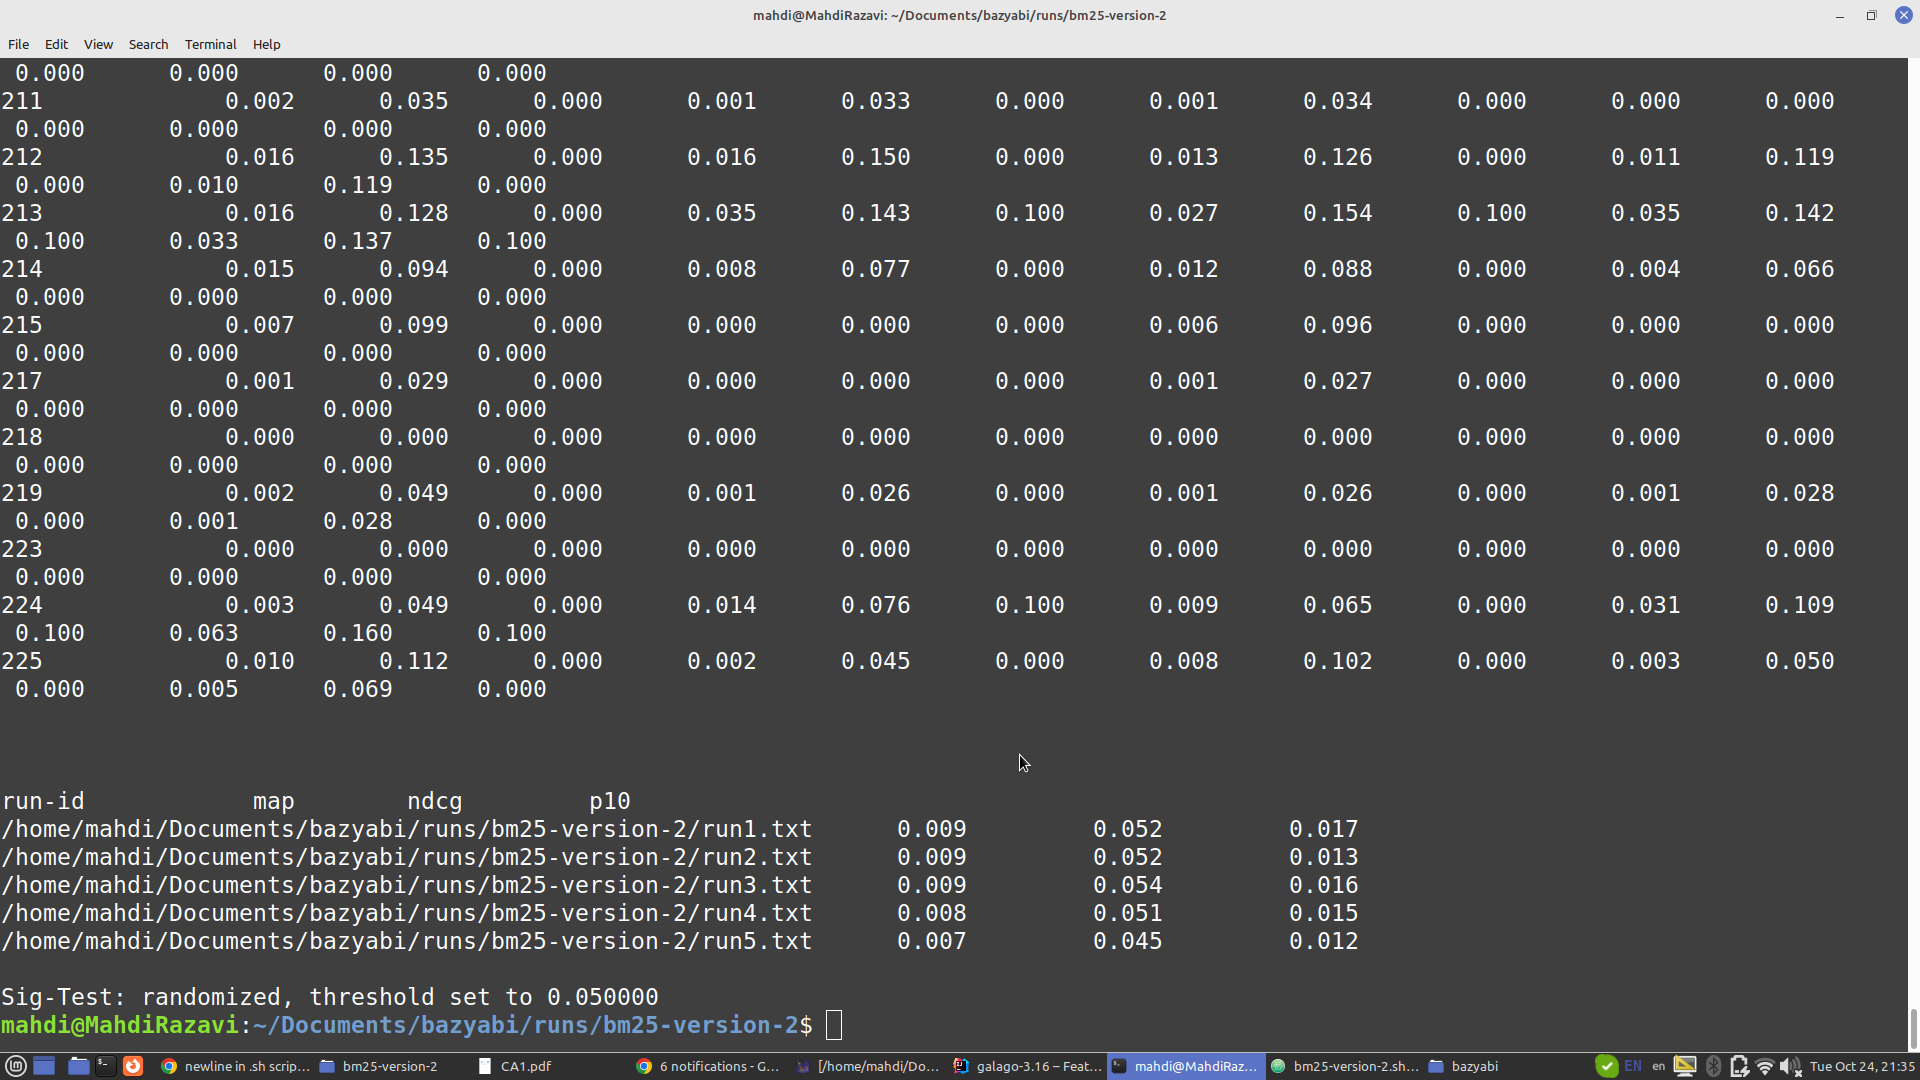 mahdi@MahdiRazavi: ~/Documents/bazyabi/runs/bm25-version-2
File Edit View Search Terminal Help
0.000 0.000 0.000 0.000
211 0.002 0.035 0.000 0.001 0.033 0.000 0.001 0.034 0.000 0.000 0.000
0.000 0.000 0.000 0.000
212 0.016 0.135 0.000 0.016 0.150 0.000 0.013 0.126 0.000 0.011 0.119
0.000 0.010 0.119 0.000
213 0.016 0.128 0.000 0.035 0.143 0.100 0.027 0.154 0.100 0.035 0.142
0.100 0.033 0.137 0.100
214 0.015 0.094 0.000 0.008 0.077 0.000 0.012 0.088 0.000 0.004 0.066
0.000 0.000 0.000 0.000
215 0.007 0.099 0.000 0.000 0.000 0.000 0.006 0.096 0.000 0.000 0.000
0.000 0.000 0.000 0.000
217 0.001 0.029 0.000 0.000 0.000 0.000 0.001 0.027 0.000 0.000 0.000
0.000 0.000 0.000 0.000
218 0.000 0.000 0.000 0.000 0.000 0.000 0.000 0.000 0.000 0.000 0.000
0.000 0.000 0.000 0.000
219 0.002 0.049 0.000 0.001 0.026 0.000 0.001 0.026 0.000 0.001 0.028
0.000 0.001 0.028 0.000
223 0.000 0.000 0.000 0.000 0.000 0.000 0.000 0.000 0.000 0.000 0.000
0.000 0.000 0.000 0.000
224 0.003 0.049 0.000 0.014 0.076 0.100 0.009 0.065 0.000 0.031 0.109
0.100 0.063 0.160 0.100
225 0.010 0.112 0.000 0.002 0.045 0.000 0.008 0.102 0.000 0.003 0.050
0.000 0.005 0.069 0.000
run-id map ndcg p10
/home/mahdi/Documents/bazyabi/runs/bm25-version-2/run1.txt 0.009 0.052 0.017
/home/mahdi/Documents/bazyabi/runs/bm25-version-2/run2.txt 0.009 0.052 0.013
/home/mahdi/Documents/bazyabi/runs/bm25-version-2/run3.txt 0.009 0.054 0.016
/home/mahdi/Documents/bazyabi/runs/bm25-version-2/run4.txt 0.008 0.051 0.015
/home/mahdi/Documents/bazyabi/runs/bm25-version-2/run5.txt 0.007 0.045 0.012
Sig-Test: randomized, threshold set to 0.050000
mahdi@MahdiRazavi:~/Documents/bazyabi/runs/bm25-version-2$
newline in .sh scrip... bm25-version-2 CA1.pdf 6 notifications - G... [/home/mahdi/Do... galago-3.16 – Feat... mahdi@MahdiRaz... bm25-version-2.sh... bazyabi EN en Tue Oct 24, 21:35